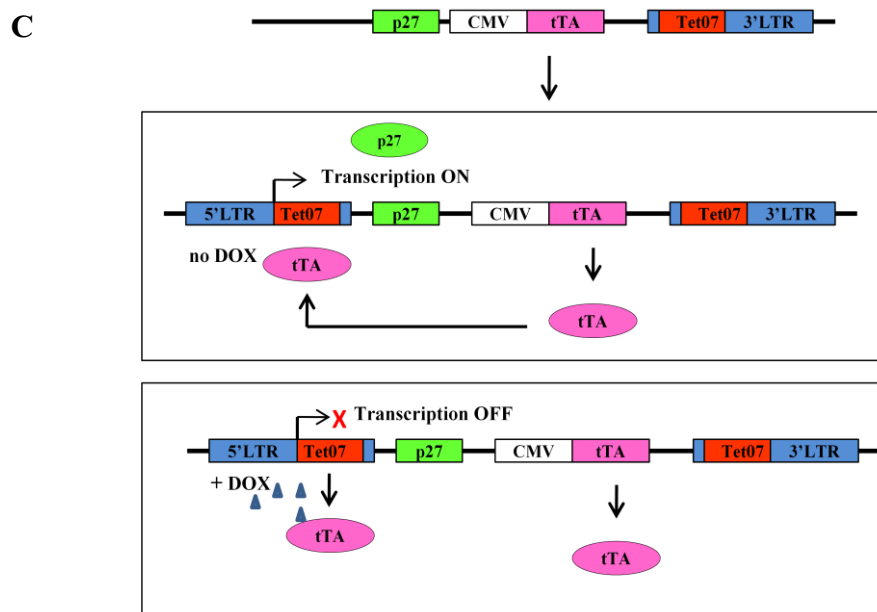 C
p27 CMV tTA Tet07 3'LTR
p27
Transcription ON
5'LTR Tet07 p27 CMV tTA Tet07 3'LTR
no DOX
tTA
tTA
X Transcription OFF
5'LTR Tet07 p27 CMV tTA Tet07 3'LTR
+ DOX
tTA
tTA